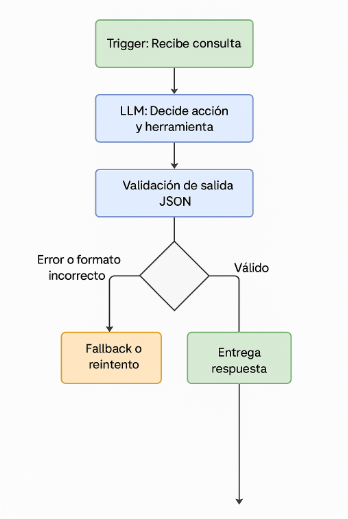 Trigger: Recibe consulta
LLM: Decide acción
y herramienta
Validación de salida
JSON
Error o formato
incorrecto
Válido
Fallback o
reintento
Entrega
respuesta